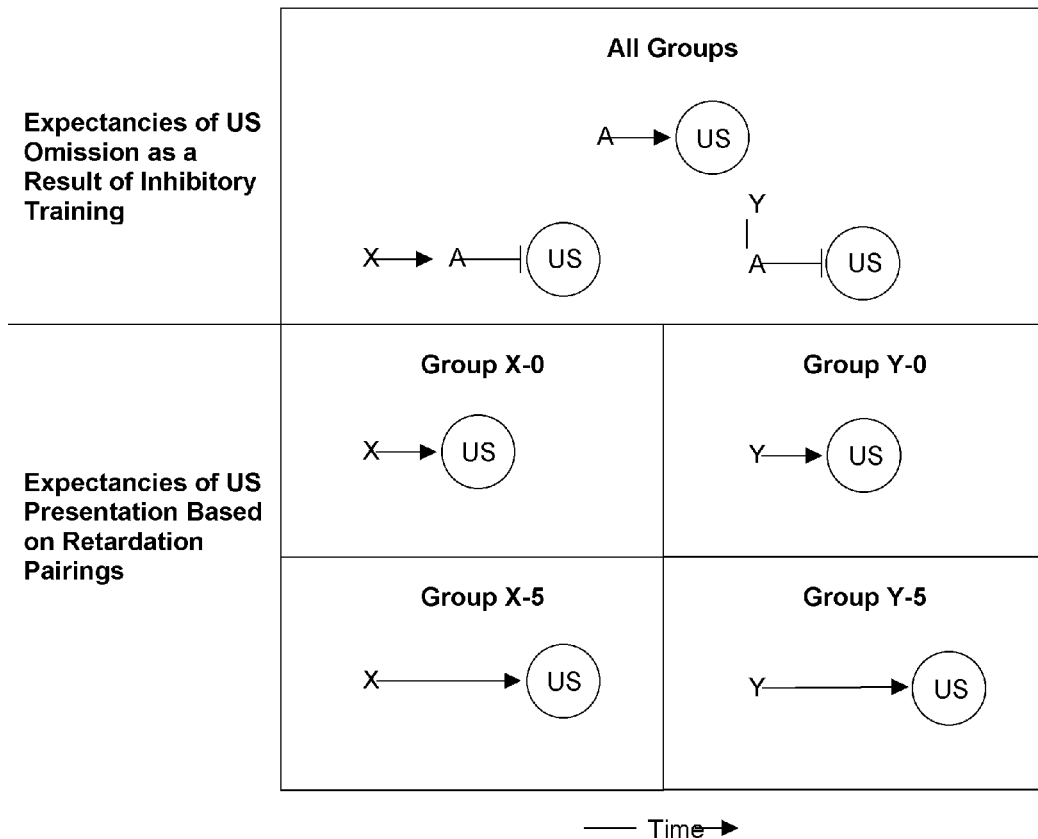 All Groups
Expectancies of US
Omission as a
Result of Inhibitory
Training
A US
Y
X A US
A US
Group X-0
Group Y-0
X US
Y US
Expectancies of US
Presentation Based
on Retardation
Pairings
Group X-5
Group Y-5
X US
Y US
Time